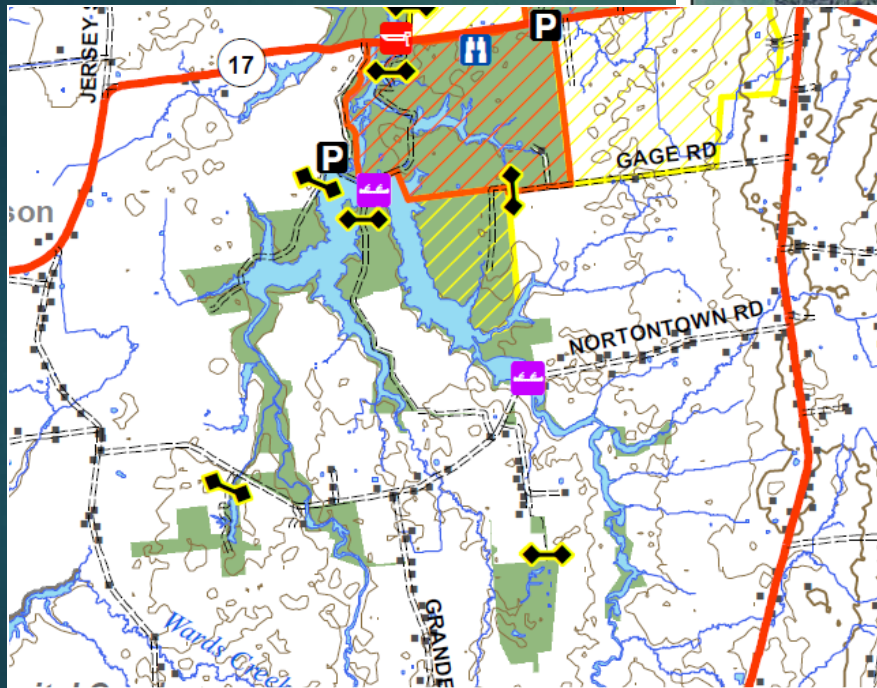 P
JERSEY
17
P
GAGE RD
son
NORTONTOWN RD
Wards Creek
GRANDE